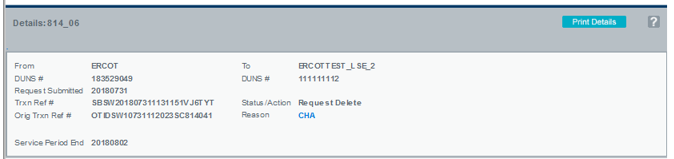 Details: 814_06 Print Details ?
From ERCOT To ERCOTTEST_LSE_2
DUNS # 183529049 DUNS # 111111112
Request Submitted 20180731
Trxn Ref # SBSW201807311131151VJ6TYT Status/Action Request Delete
Orig Trxn Ref # OTIDSW10731112023SC814041 Reason CHA
Service Period End 20180802